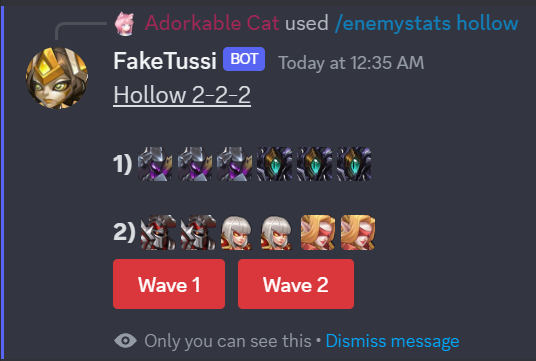 Adorkable Cat used /enemystats hollow
FakeTussi BOT Today at 12:35 AM
Hollow 2-2-2
1)
2)
Wave 1 Wave 2
Only you can see this • Dismiss message